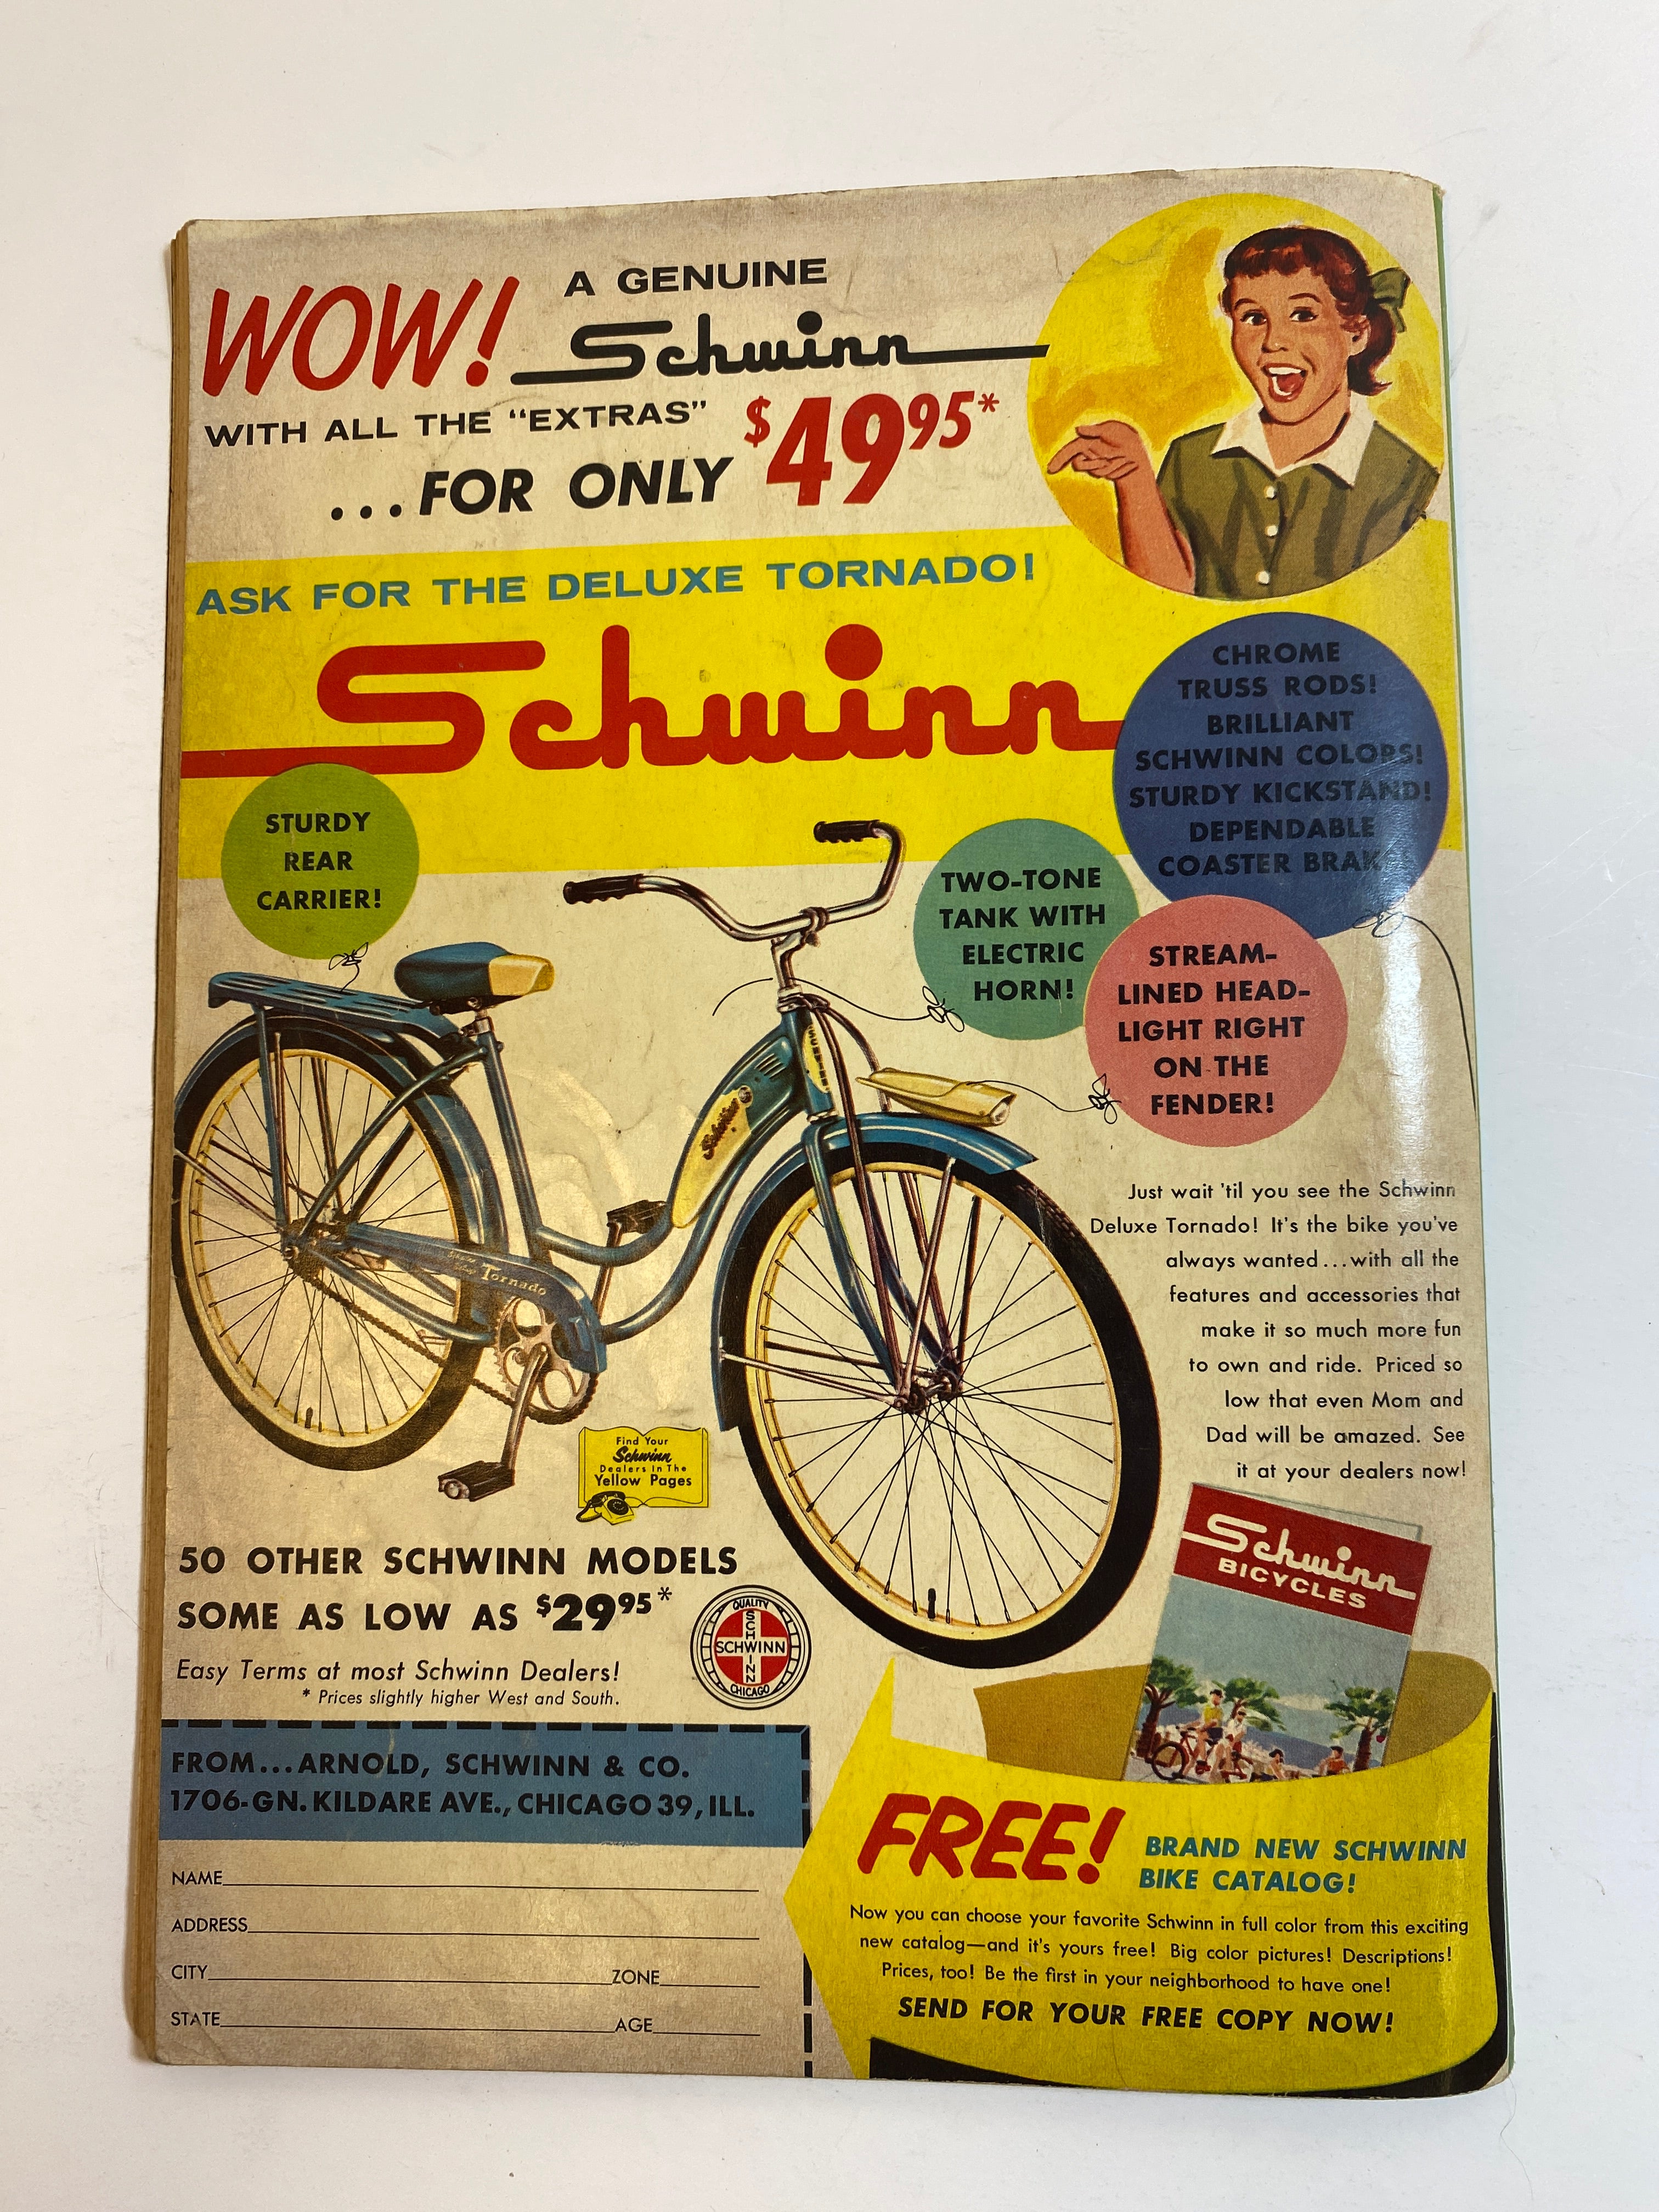 WOW! A GENUINE
Schwinn
WITH ALL THE “EXTRAS” $49 95*
...FOR ONLY
ASK FOR THE DELUXE TORNADO!
Schwinn
CHROME
TRUSS RODS!
BRILLIANT
SCHWINN COLORS!
STURDY KICKSTAND!
DEPENDABLE
COASTER BRAKE!
STURDY
REAR
CARRIER!
TWO-TONE
TANK WITH
ELECTRIC
HORN!
STREAM-
LINED HEAD-
LIGHT RIGHT
ON THE
FENDER!
SCHWINN
Schwinn
Tornado
Just wait 'til you see the Schwinn
Deluxe Tornado! It's the bike you've
always wanted...with all the
features and accessories that
make it so much more fun
to own and ride. Priced so
low that even Mom and
Dad will be amazed. See
it at your dealers now!
Find Your
Schwinn
Dealers In The
Yellow Pages
50 OTHER SCHWINN MODELS
SOME AS LOW AS $29 95*
Easy Terms at most Schwinn Dealers!
* Prices slightly higher West and South.
QUALITY
SCHWINN
SCHWINN
CHICAGO
Schwinn
BICYCLES
FROM...ARNOLD, SCHWINN & CO.
1706-GN. KILDARE AVE., CHICAGO 39, ILL.
NAME
ADDRESS
CITY ZONE
STATE AGE
FREE! BRAND NEW SCHWINN
BIKE CATALOG!
Now you can choose your favorite Schwinn in full color from this exciting
new catalog—and it's yours free! Big color pictures! Descriptions!
Prices, too! Be the first in your neighborhood to have one!
SEND FOR YOUR FREE COPY NOW!